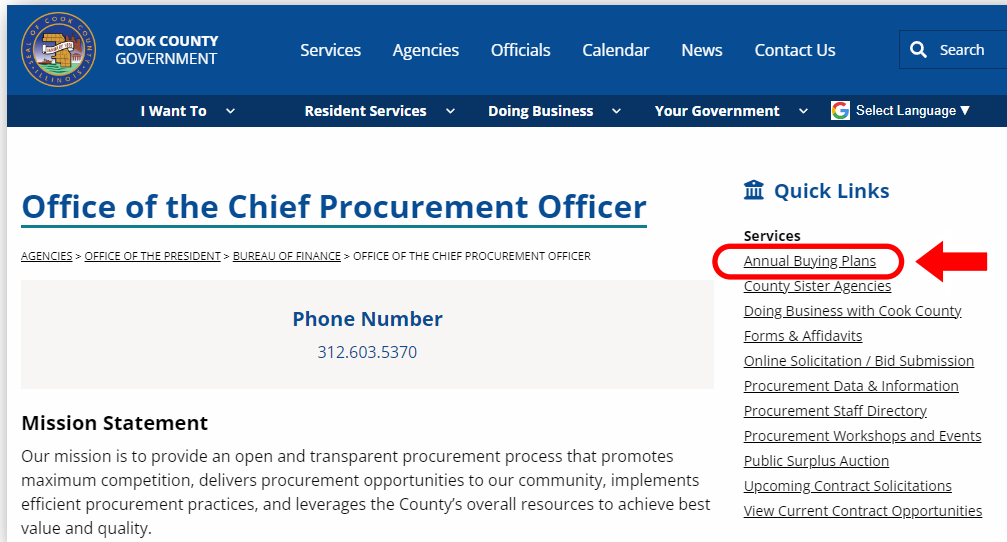 COOK COUNTY
GOVERNMENT
Services Agencies Officials Calendar News Contact Us Search
I Want To Resident Services Doing Business Your Government Select Language ▼
Office of the Chief Procurement Officer
AGENCIES > OFFICE OF THE PRESIDENT > BUREAU OF FINANCE > OFFICE OF THE CHIEF PROCUREMENT OFFICER
Phone Number
312.603.5370
Mission Statement
Our mission is to provide an open and transparent procurement process that promotes
maximum competition, delivers procurement opportunities to our community, implements
efficient procurement practices, and leverages the County’s overall resources to achieve best
value and quality.
Quick Links
Services
Annual Buying Plans
County Sister Agencies
Doing Business with Cook County
Forms & Affidavits
Online Solicitation / Bid Submission
Procurement Data & Information
Procurement Staff Directory
Procurement Workshops and Events
Public Surplus Auction
Upcoming Contract Solicitations
View Current Contract Opportunities